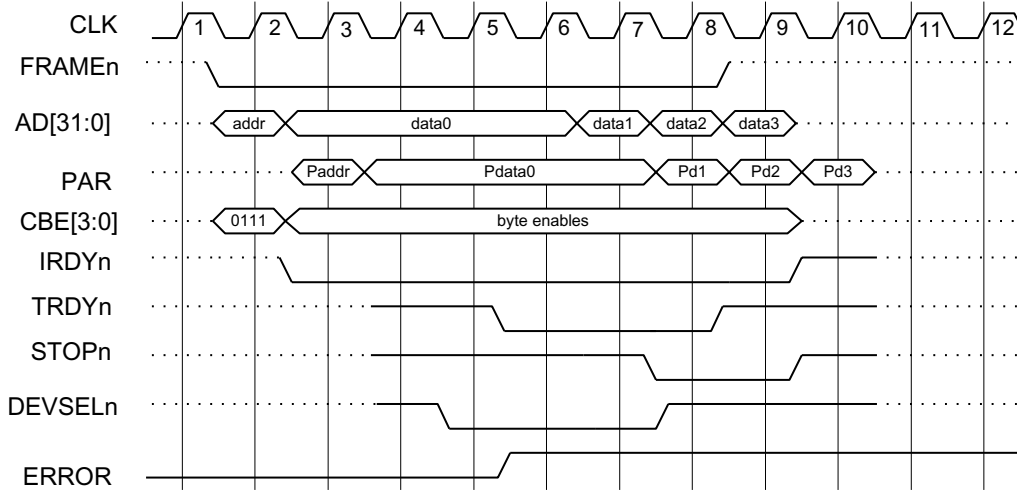 CLK 1 2 3 4 5 6 7 8 9 10 11 12
FRAMEn
AD[31:0] addr data0 data1 data2 data3
PAR Paddr Pdata0 Pd1 Pd2 Pd3
CBE[3:0] 0111 byte enables
IRDYn
TRDYn
STOPn
DEVSELn
ERROR